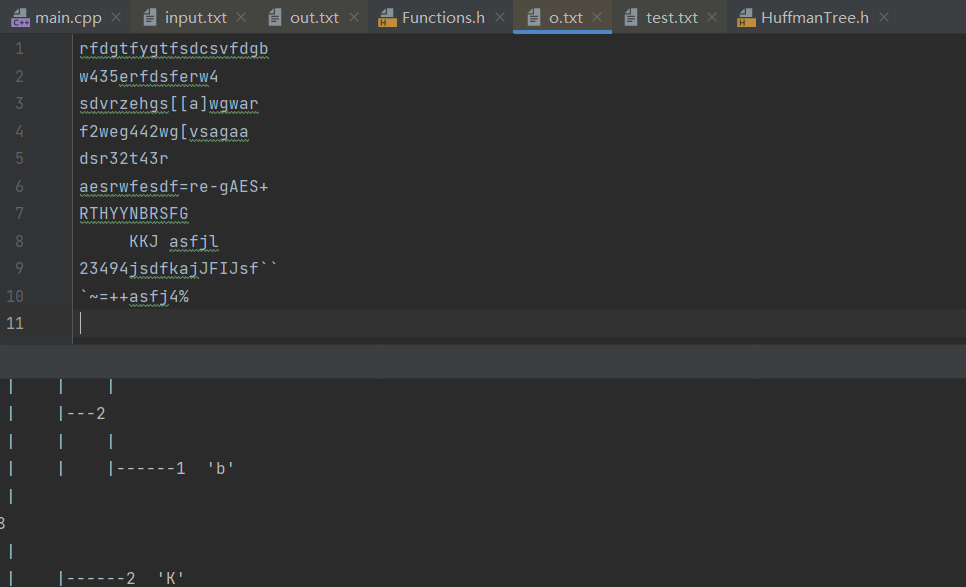 main.cpp input.txt out.txt Functions.h o.txt test.txt HuffmanTree.h
1 rfdgtfygtfsdcsvfdgb
2 w435erfdsferw4
3 sdvrzehgs[[a]wgwar
4 f2weg442wg[vsagaa
5 dsr32t43r
6 aesrwfesdf=re-gAES+
7 RTHYYNBRSFG
8 KKJ asfjl
9 23494jsdfkajJFIJsf``
10 `~=++asfj4%
11
| | |
| |---2
| | |
| | |------1 'b'
|
3
|
| |------2 'K'